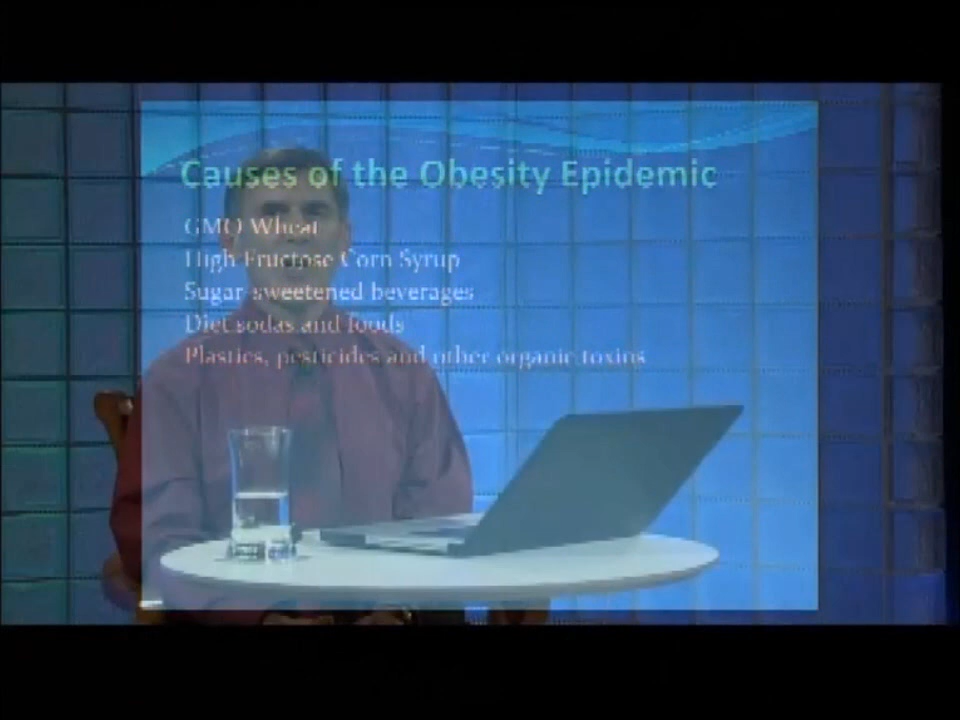 Causes of the Obesity Epidemic
GMO Wheat
High Fructose Corn Syrup
Sugar-sweetened beverages
Diet sodas and foods
Plastics, pesticides and other organic toxins